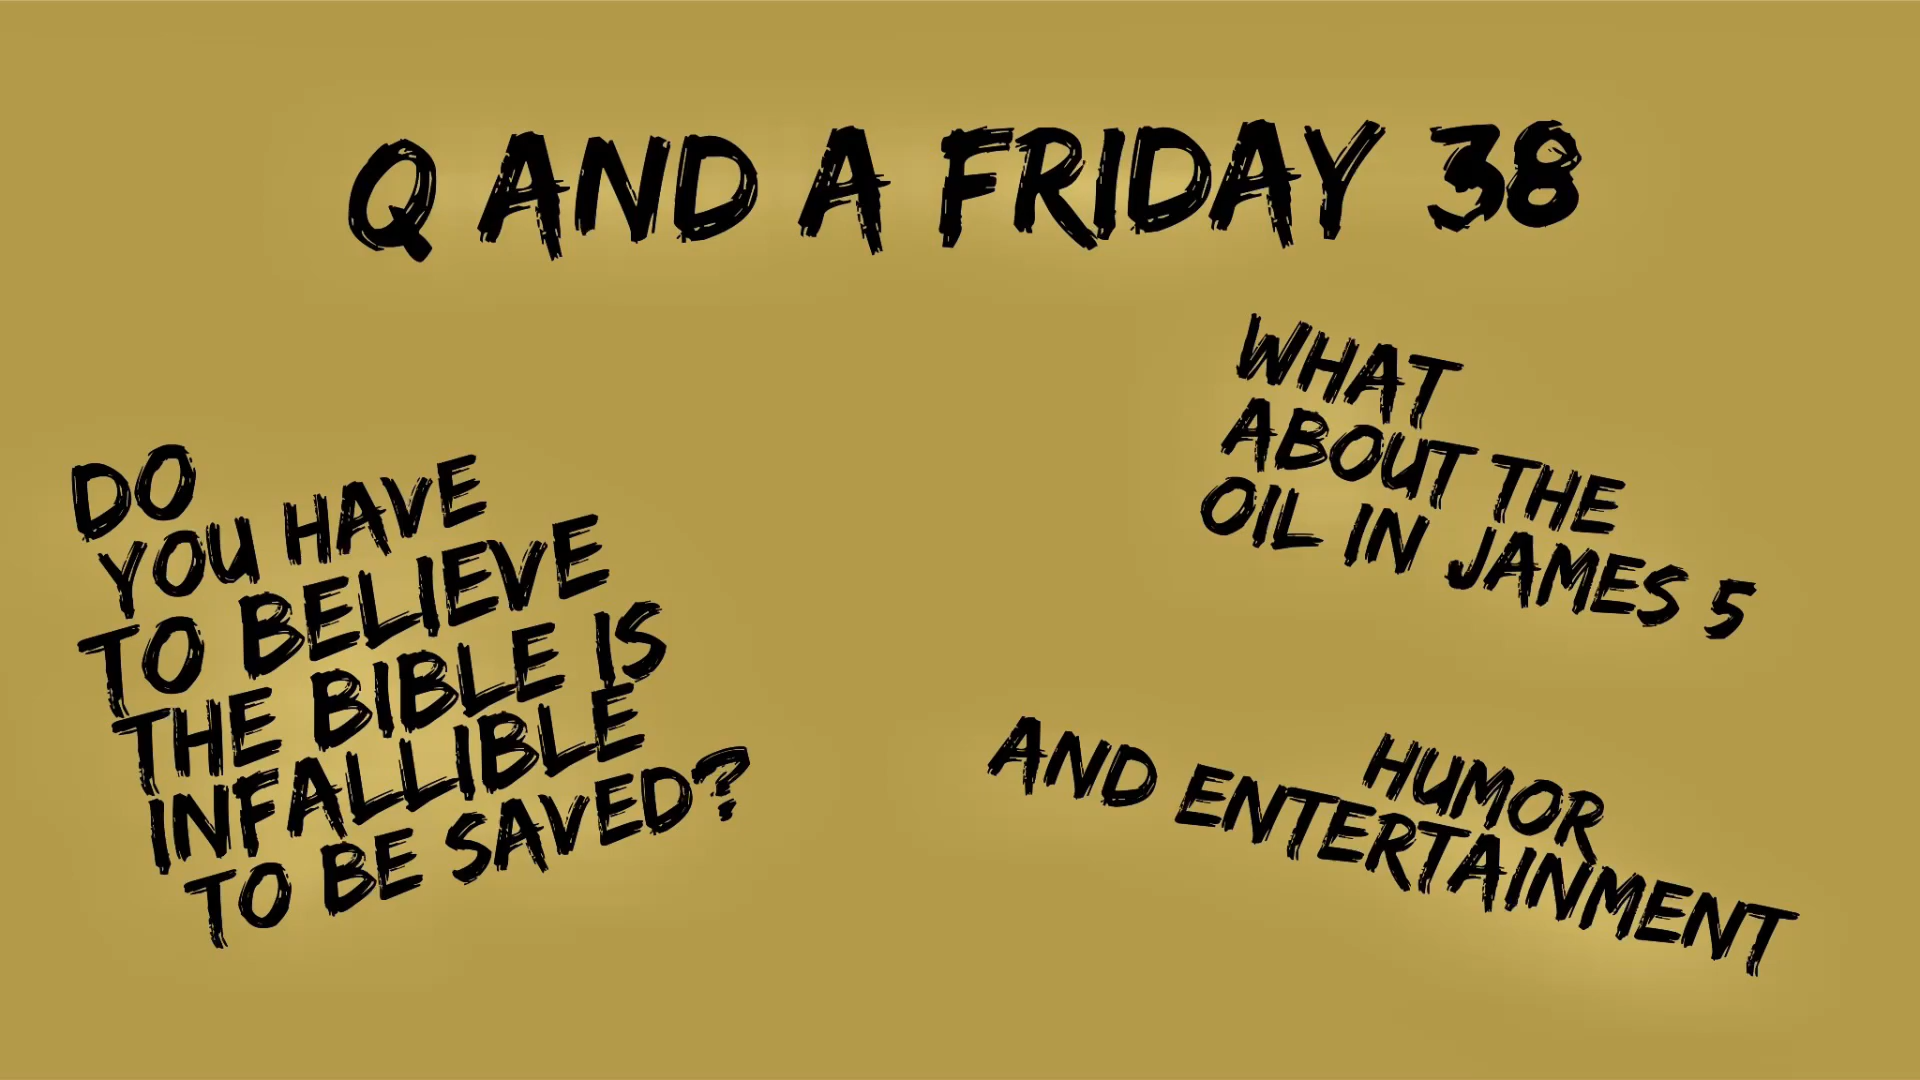 Q AND A FRIDAY 38
DO
YOU HAVE
TO BELIEVE
THE BIBLE IS
INFALLIBLE
TO BE SAVED?
WHAT
ABOUT THE
OIL IN JAMES 5
HUMOR
AND ENTERTAINMENT